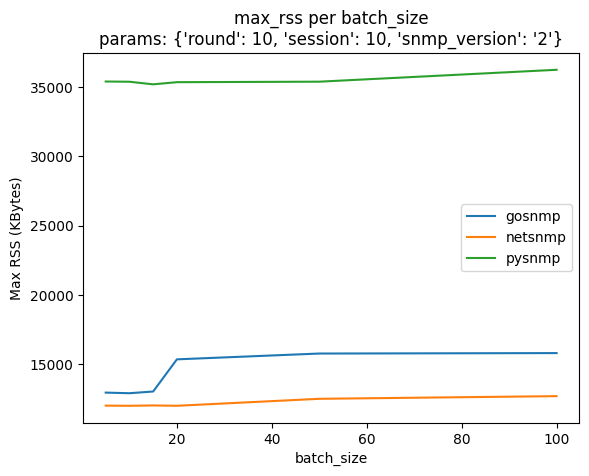 max_rss per batch_size
params: {'round': 10, 'session': 10, 'snmp_version': '2'}
Max RSS (KBytes)
35000
30000
25000
20000
15000
gosnmp
netsnmp
pysnmp
20 40 60 80 100
batch_size